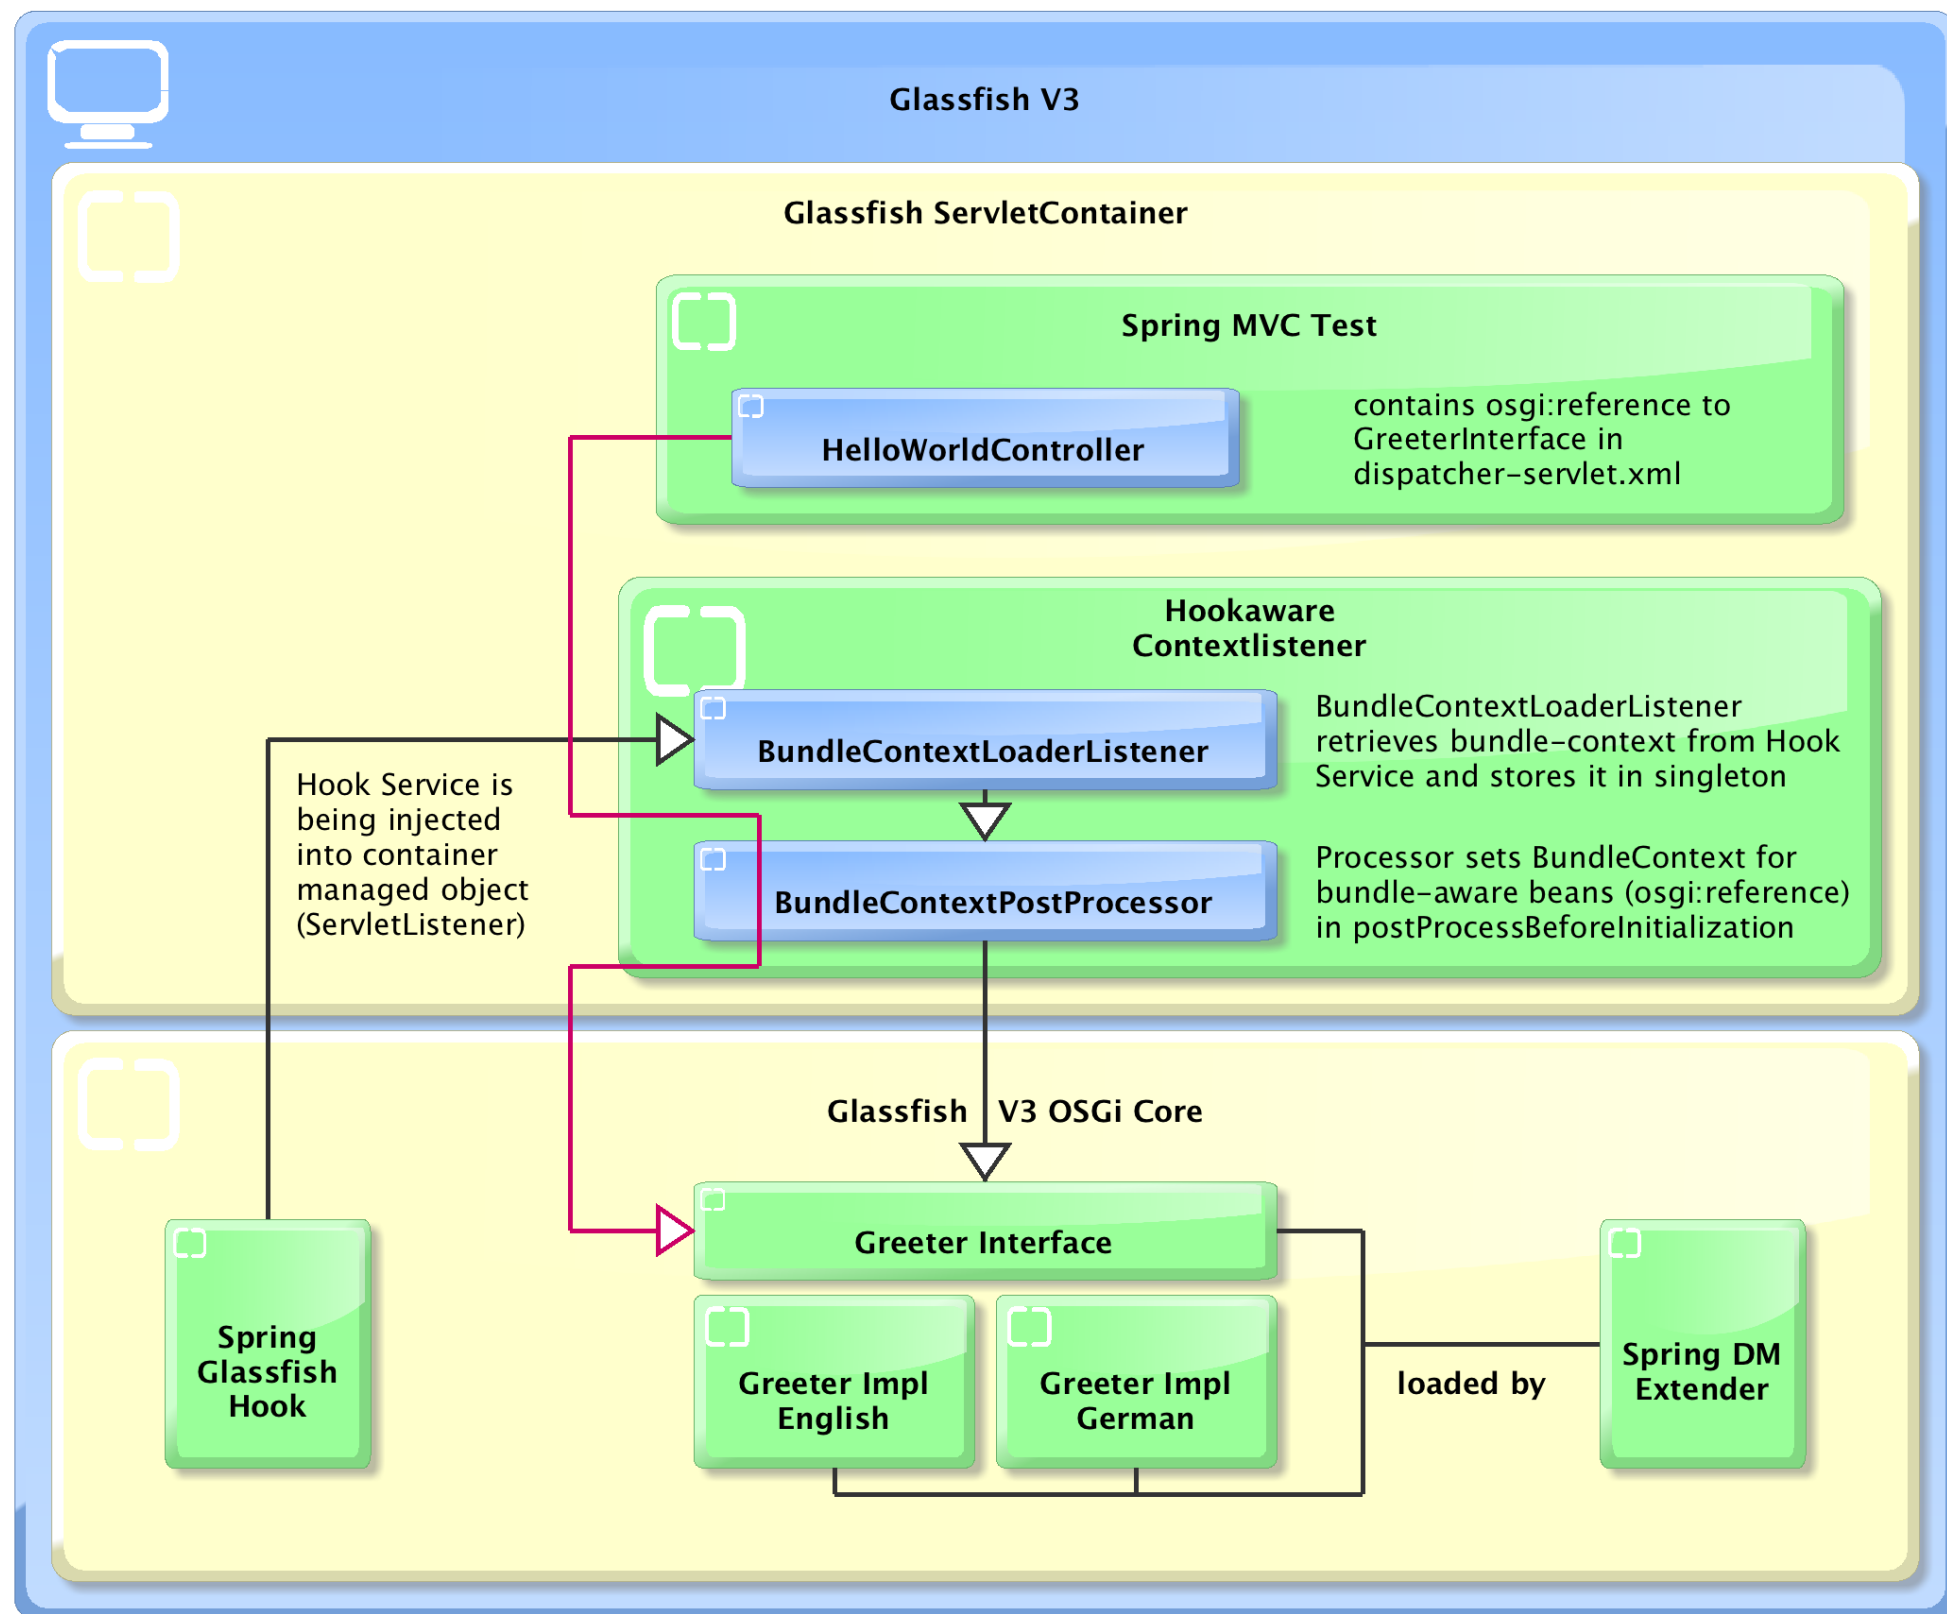 Glassfish V3
Glassfish ServletContainer
Spring MVC Test
HelloWorldController
contains osgi:reference to
GreeterInterface in
dispatcher-servlet.xml
Hookaware
Contextlistener
BundleContextLoaderListener
BundleContextLoaderListener
retrieves bundle-context from Hook
Service and stores it in singleton
Hook Service is
being injected
into container
managed object
(ServletListener)
BundleContextPostProcessor
Processor sets BundleContext for
bundle-aware beans (osgi:reference)
in postProcessBeforeInitialization
Glassfish V3 OSGi Core
Greeter Interface
Spring
Glassfish
Hook
Greeter Impl
English
Greeter Impl
German
loaded by
Spring DM
Extender